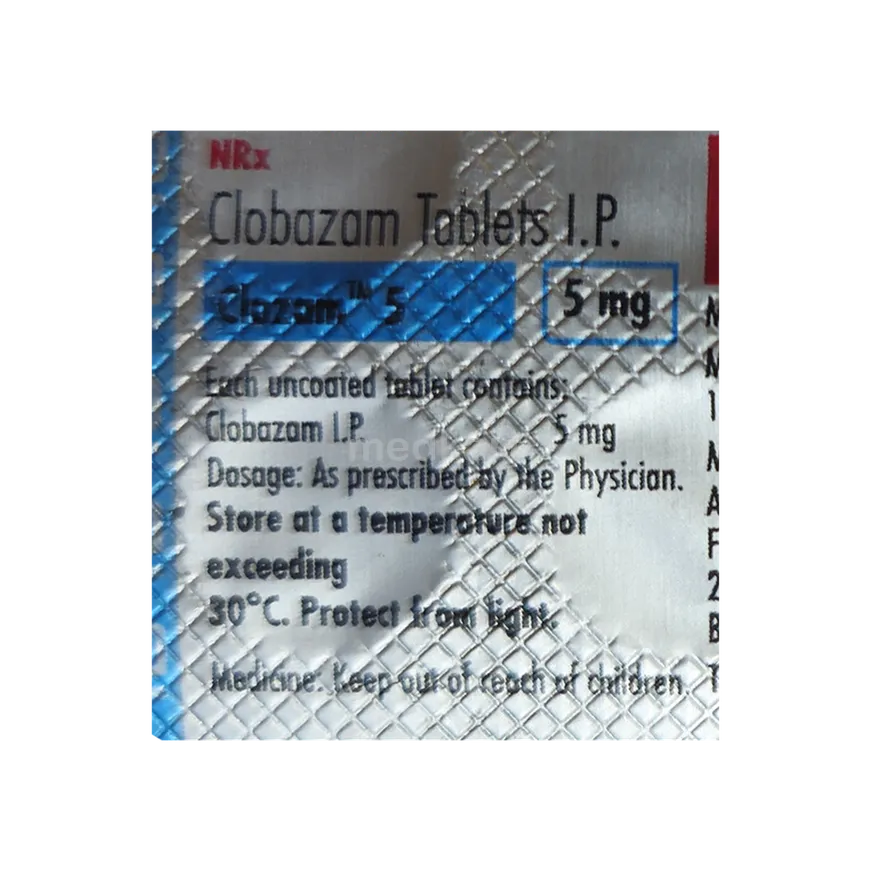 NRx
Clobazam Tablets I.P.
Clozam™ 5
5 mg
Each uncoated tablet contains:
Clobazam I.P. 5 mg
Dosage: As prescribed by the Physician.
Store at a temperature not
exceeding
30°C. Protect from light.
Medicine: Keep out of reach of children.